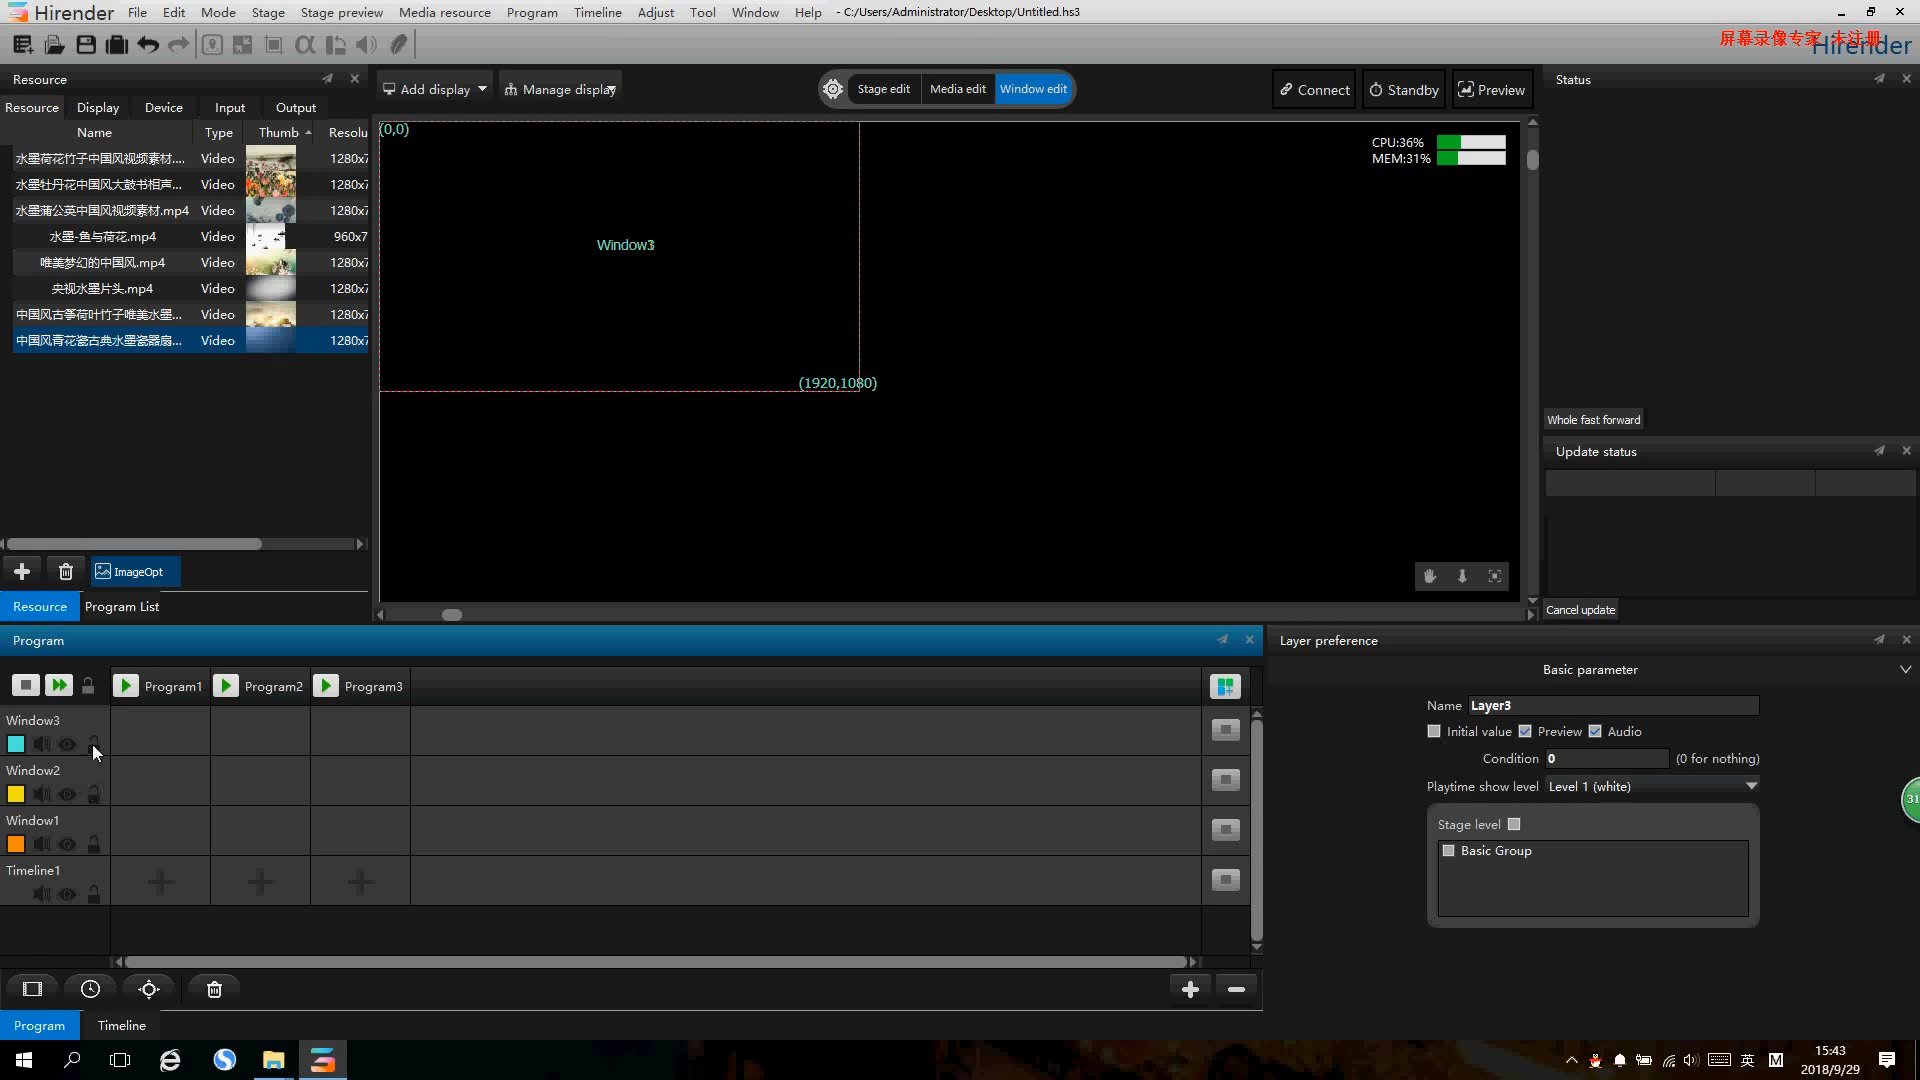 Hirender File Edit Mode Stage Stage preview Media resource Program Timeline Adjust Tool Window Help - C:/Users/Administrator/Desktop/Untitled.hs3
屏幕录像专家 未注册
Hirender
Resource
Add display
Manage display
Stage edit
Media edit
Window edit
Connect
Standby
Preview
Status
Resource Display Device Input Output
Name Type Thumb Resolu
水墨荷花竹子中国风视频素材.... Video 1280x7
水墨牡丹花中国风大鼓书相声... Video 1280x7
水墨蒲公英中国风视频素材.mp4 Video 1280x7
水墨-鱼与荷花.mp4 Video 960x7
唯美梦幻的中国风.mp4 Video 1280x7
央视水墨片头.mp4 Video 1280x7
中国风古筝荷叶竹子唯美水墨... Video 1280x7
中国风青花瓷古典水墨瓷器扇... Video 1280x7
(0,0)
CPU:36%
MEM:31%
Window3
(1920,1080)
Whole fast forward
Update status
Cancel update
ImageOpt
Resource Program List
Program
Program1 Program2 Program3
Window3
Window2
Window1
Timeline1
Program Timeline
Layer preference
Basic parameter
Name Layer3
Initial value Preview Audio
Condition 0 (0 for nothing)
Playtime show level Level 1 (white)
Stage level
Basic Group
31
英 M
15:43
2018/9/29